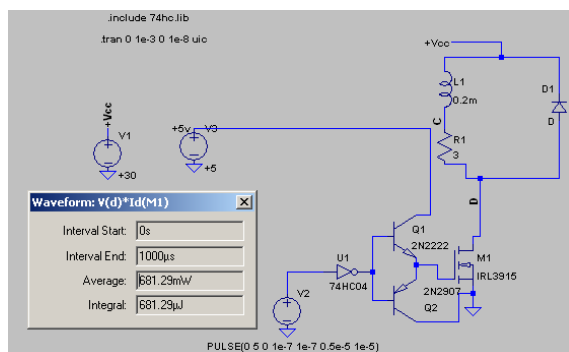 .include 74hc.lib
.tran 0 1e-3 0 1e-8 uic
+Vcc
L1
0.2m
D1
D
C
R1
3
+Vcc
V1
+30
+5v
V3
+5
D
Waveform: V(d)*Id(M1)
Interval Start: 0s
Interval End: 1000µs
Average: 681.29mW
Integral: 681.29µJ
Q1
2N2222
U1
74HC04
M1
IRL3915
2N2907
Q2
V2
PULSE(0 5 0 1e-7 1e-7 0.5e-5 1e-5)